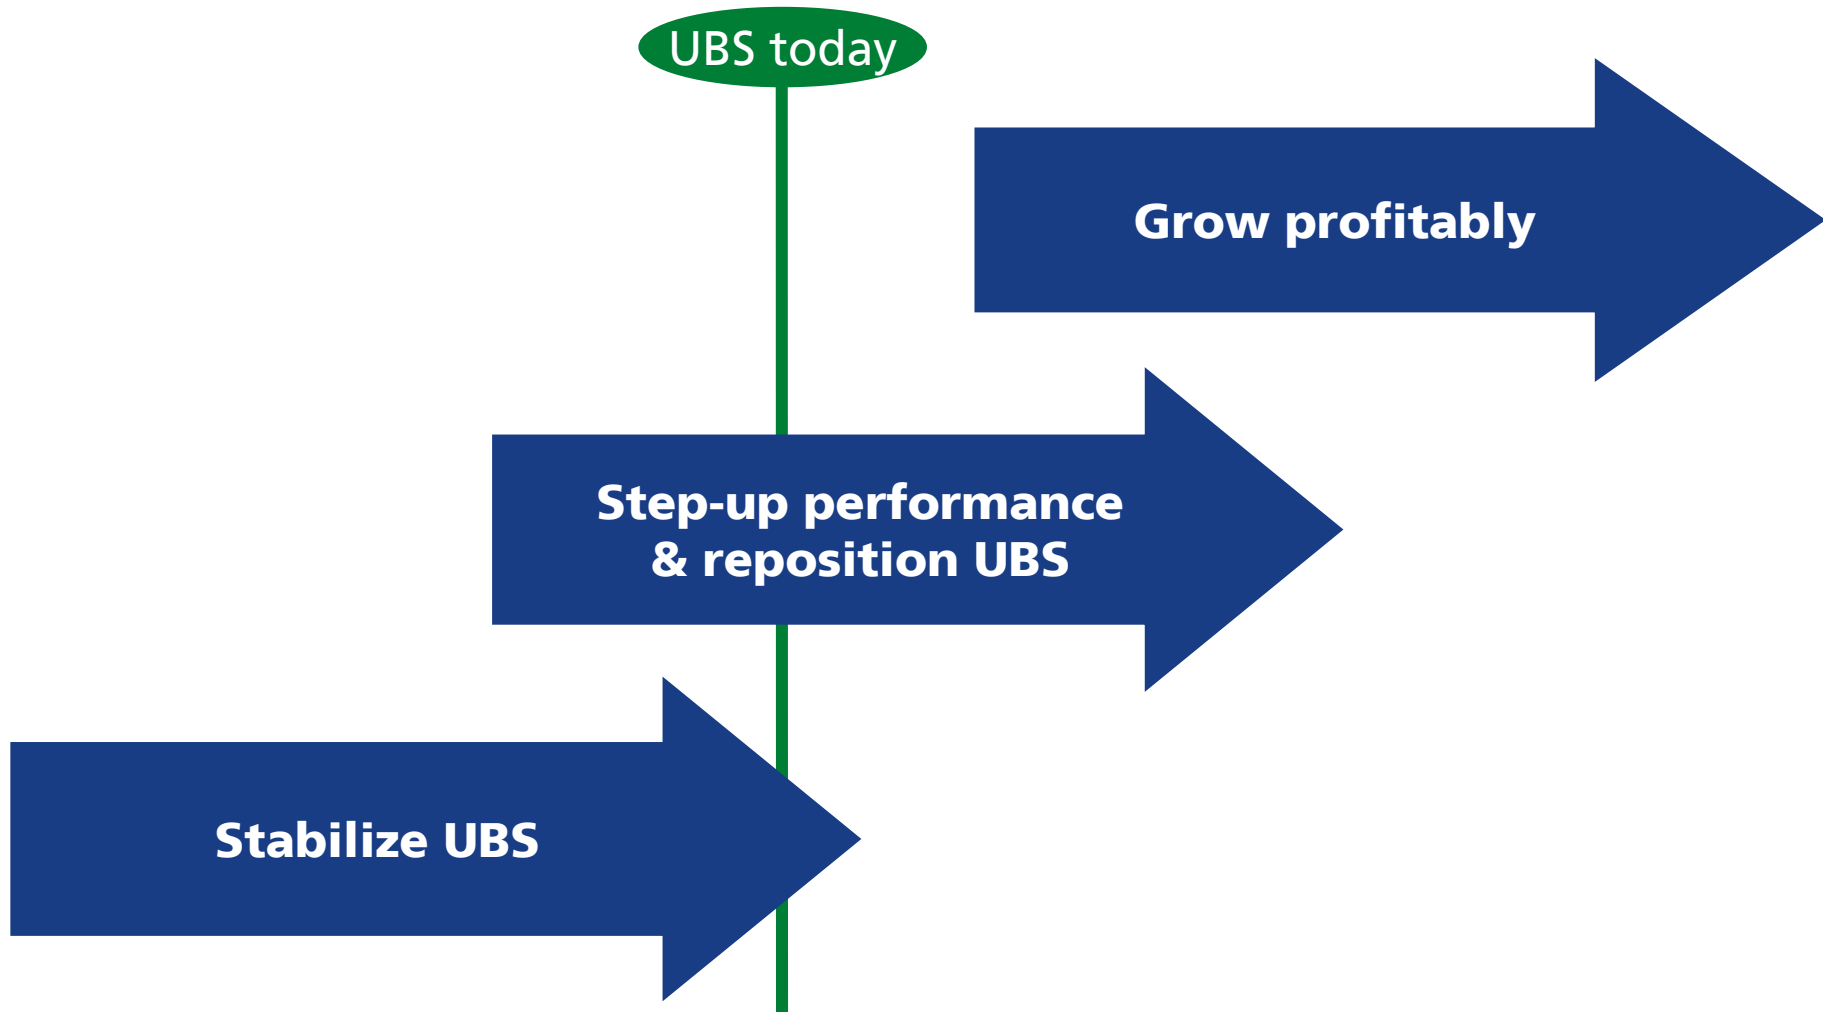 UBS today
Grow profitably
Step-up performance
& reposition UBS
Stabilize UBS